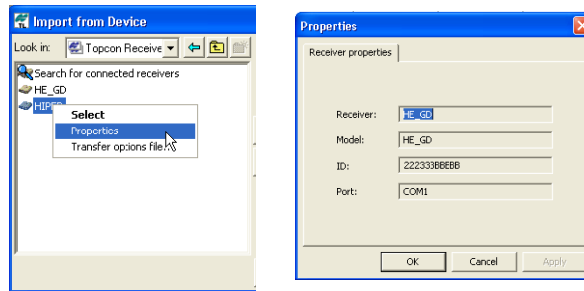 Import from Device
Look in: Topcon Receive
Search for connected receivers
HE_GD
HIPER
Select
Properties
Transfer options file
Properties
Receiver properties
Receiver: HE_GD
Model: HE_GD
ID: 222333BBEBB
Port: COM1
OK Cancel Apply